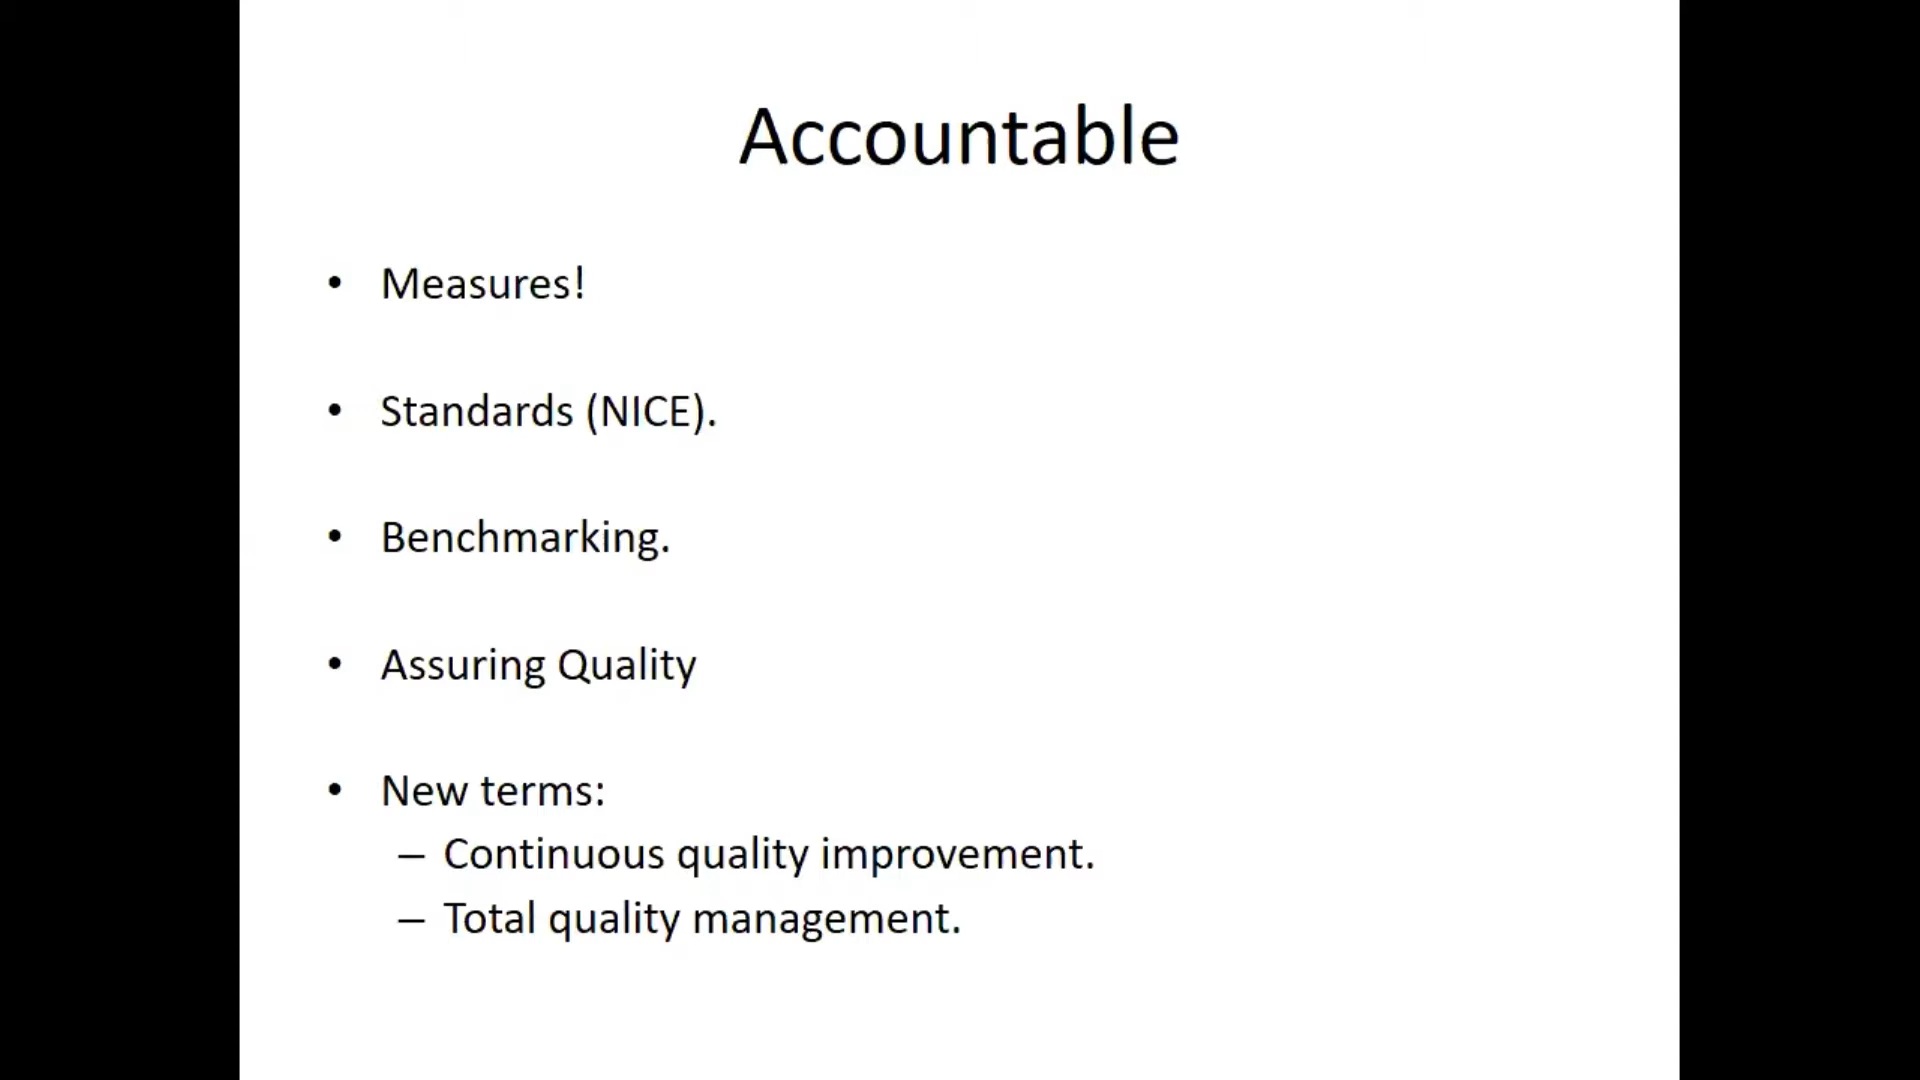 Accountable
• Measures!
• Standards (NICE).
• Benchmarking.
• Assuring Quality
• New terms:
– Continuous quality improvement.
– Total quality management.